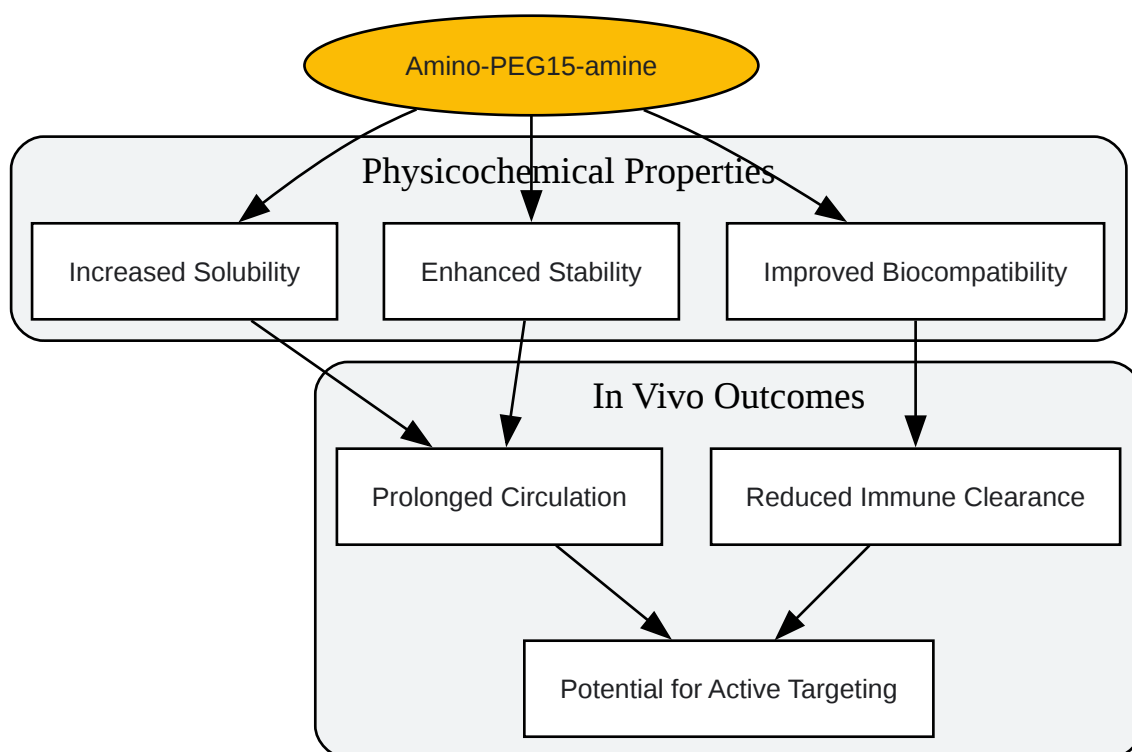 Amino-PEG15-amine
Physicochemical Properties
Increased Solubility
Enhanced Stability
Improved Biocompatibility
In Vivo Outcomes
Prolonged Circulation
Reduced Immune Clearance
Potential for Active Targeting